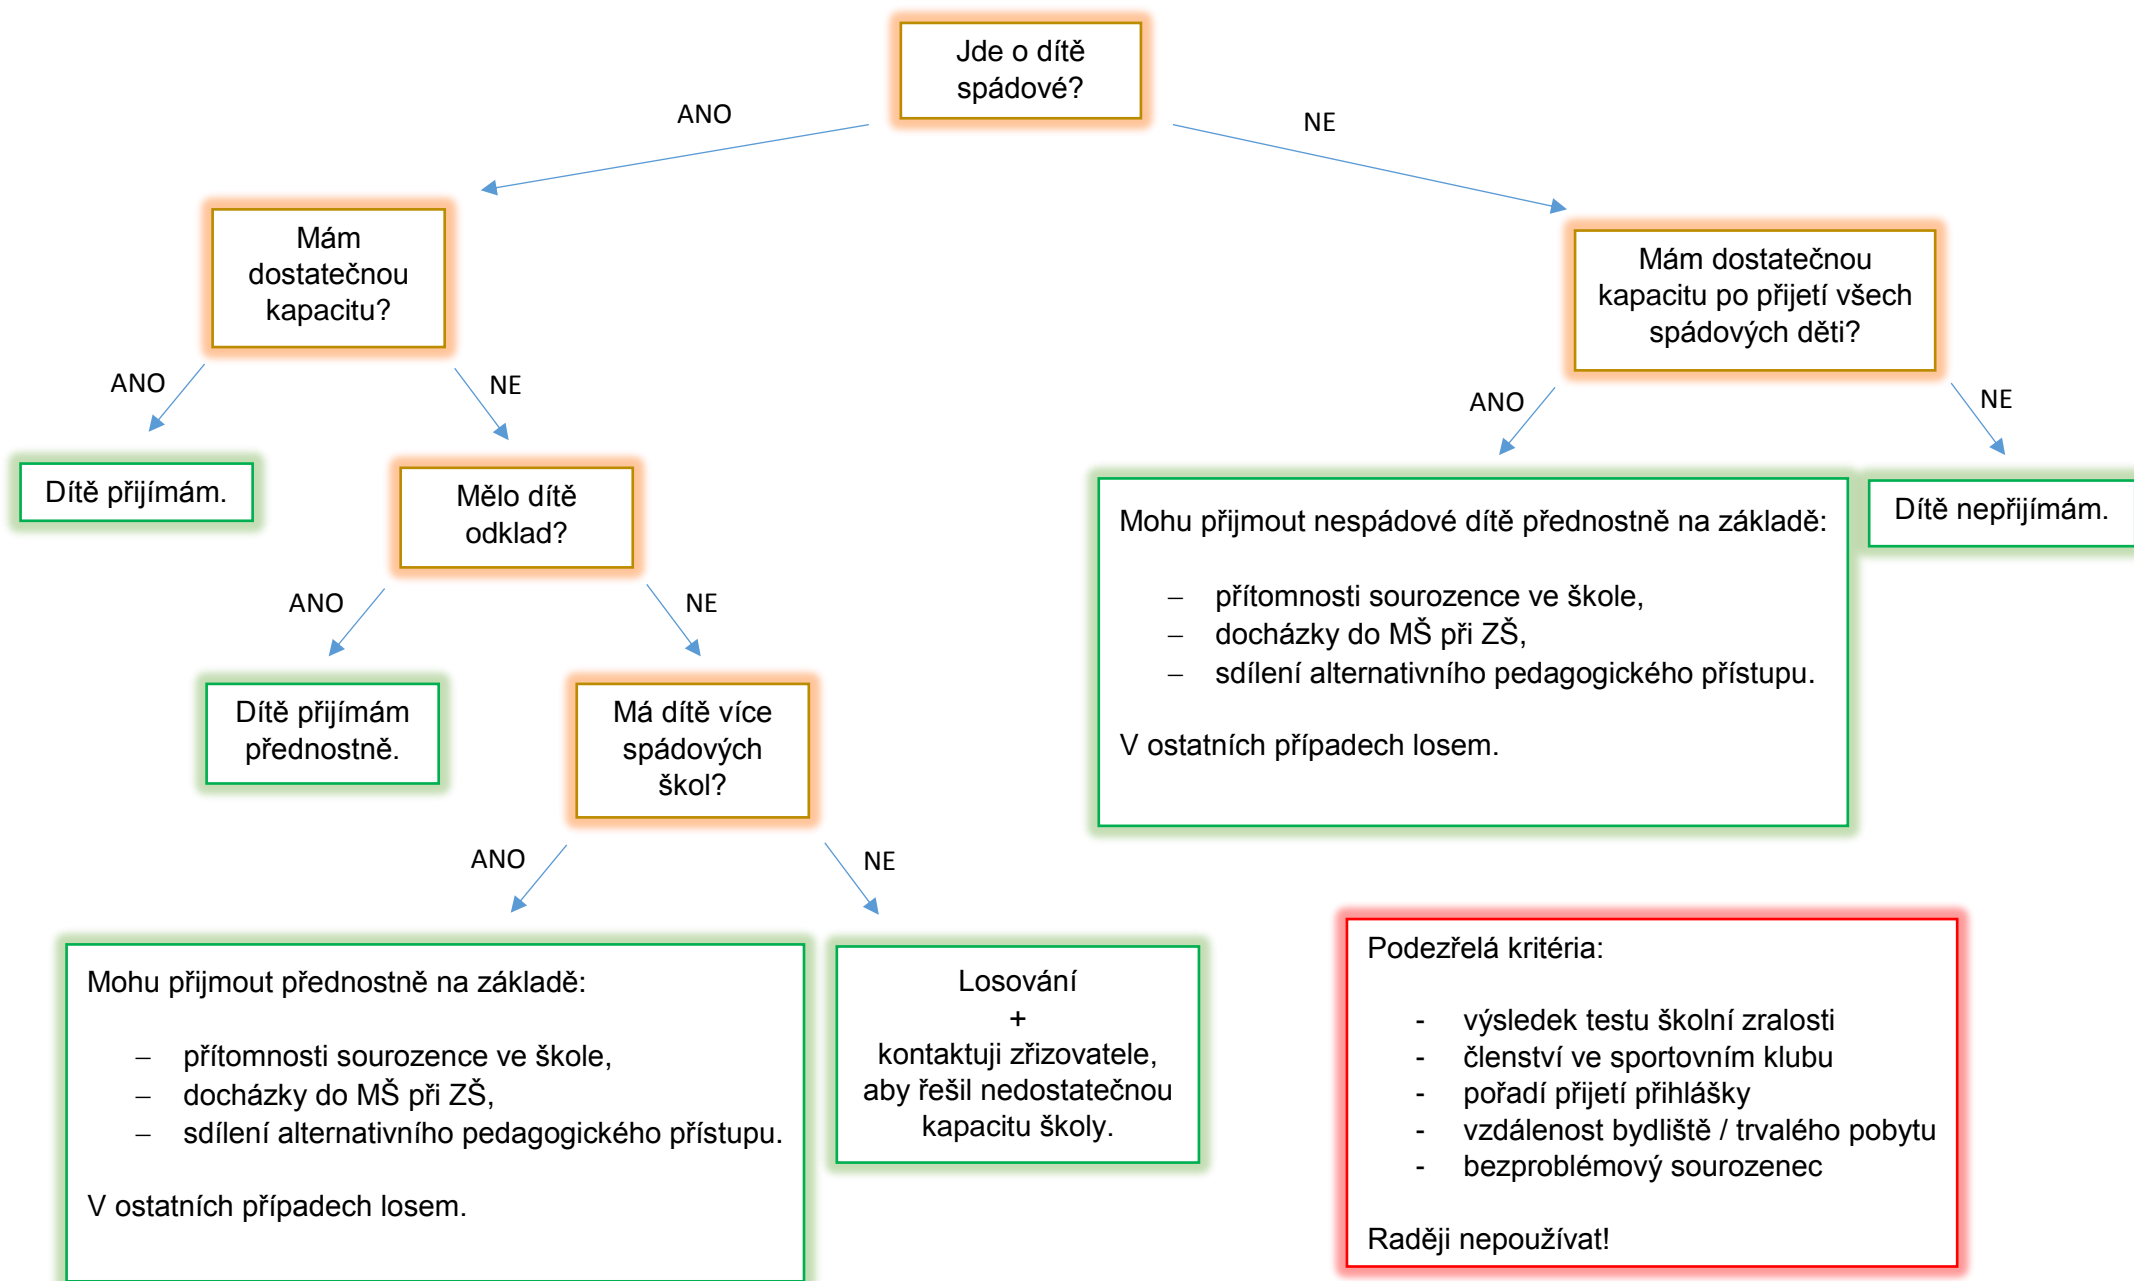 Jde o dítě
spádové?
ANO
NE
Mám
dostatečnou
kapacitu?
Mám dostatečnou
kapacitu po přijetí všech
spádových děti?
ANO
NE
ANO
NE
Dítě přijímám.
Mělo dítě
odklad?
Mohu přijmout nespádové dítě přednostně na základě:
– přítomnosti sourozence ve škole,
– docházky do MŠ při ZŠ,
– sdílení alternativního pedagogického přístupu.
V ostatních případech losem.
Dítě nepřijímám.
ANO
NE
Dítě přijímám
přednostně.
Má dítě více
spádových
škol?
ANO
NE
Mohu přijmout přednostně na základě:
– přítomnosti sourozence ve škole,
– docházky do MŠ při ZŠ,
– sdílení alternativního pedagogického přístupu.
V ostatních případech losem.
Losování
+
kontaktuji zřizovatele,
aby řešil nedostatečnou
kapacitu školy.
Podezřelá kritéria:
- výsledek testu školní zralosti
- členství ve sportovním klubu
- pořadí přijetí přihlášky
- vzdálenost bydliště / trvalého pobytu
- bezproblémový sourozenec
Raději nepoužívat!